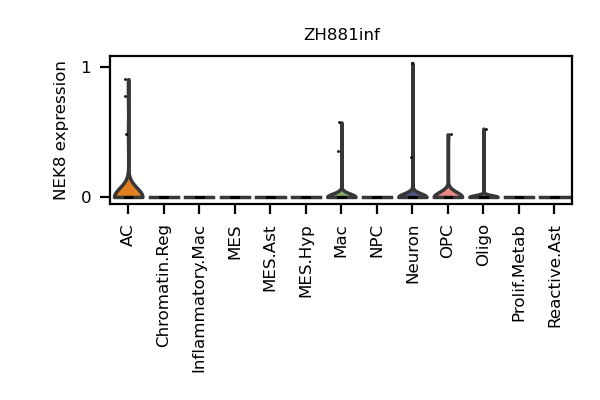 ZH881inf
NEK8 expression
1
0
AC
Chromatin.Reg
Inflammatory.Mac
MES
MES.Ast
MES.Hyp
Mac
NPC
Neuron
OPC
Oligo
Prolif.Metab
Reactive.Ast